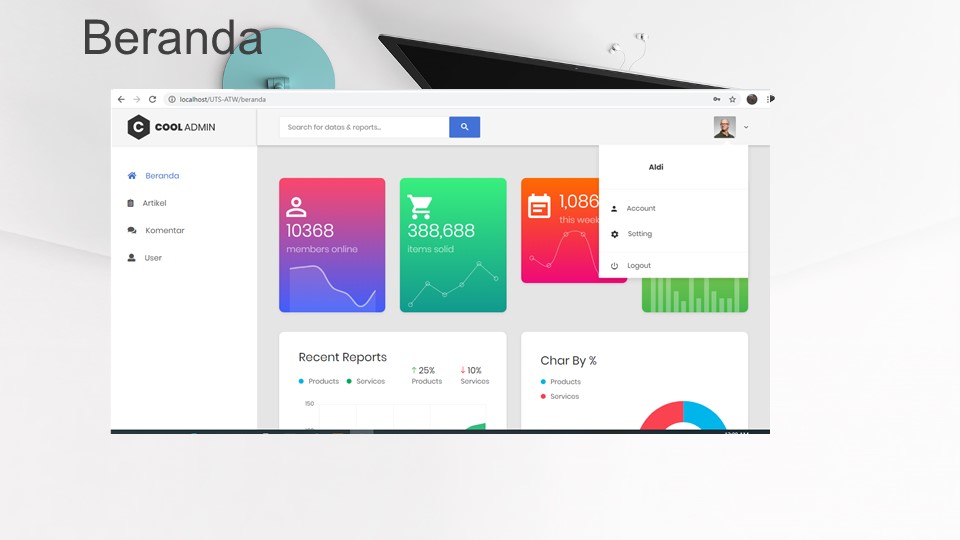 Beranda
localhost/UTS-ATW/beranda
C COOL ADMIN
Search for datas & reports...
Aldi
Account
Setting
Logout
Beranda
Artikel
Komentar
User
10368
members online
388,688
items solid
1,086
this week
Recent Reports
Products
Services
25%
Products
10%
Services
150
Char By %
Products
Services